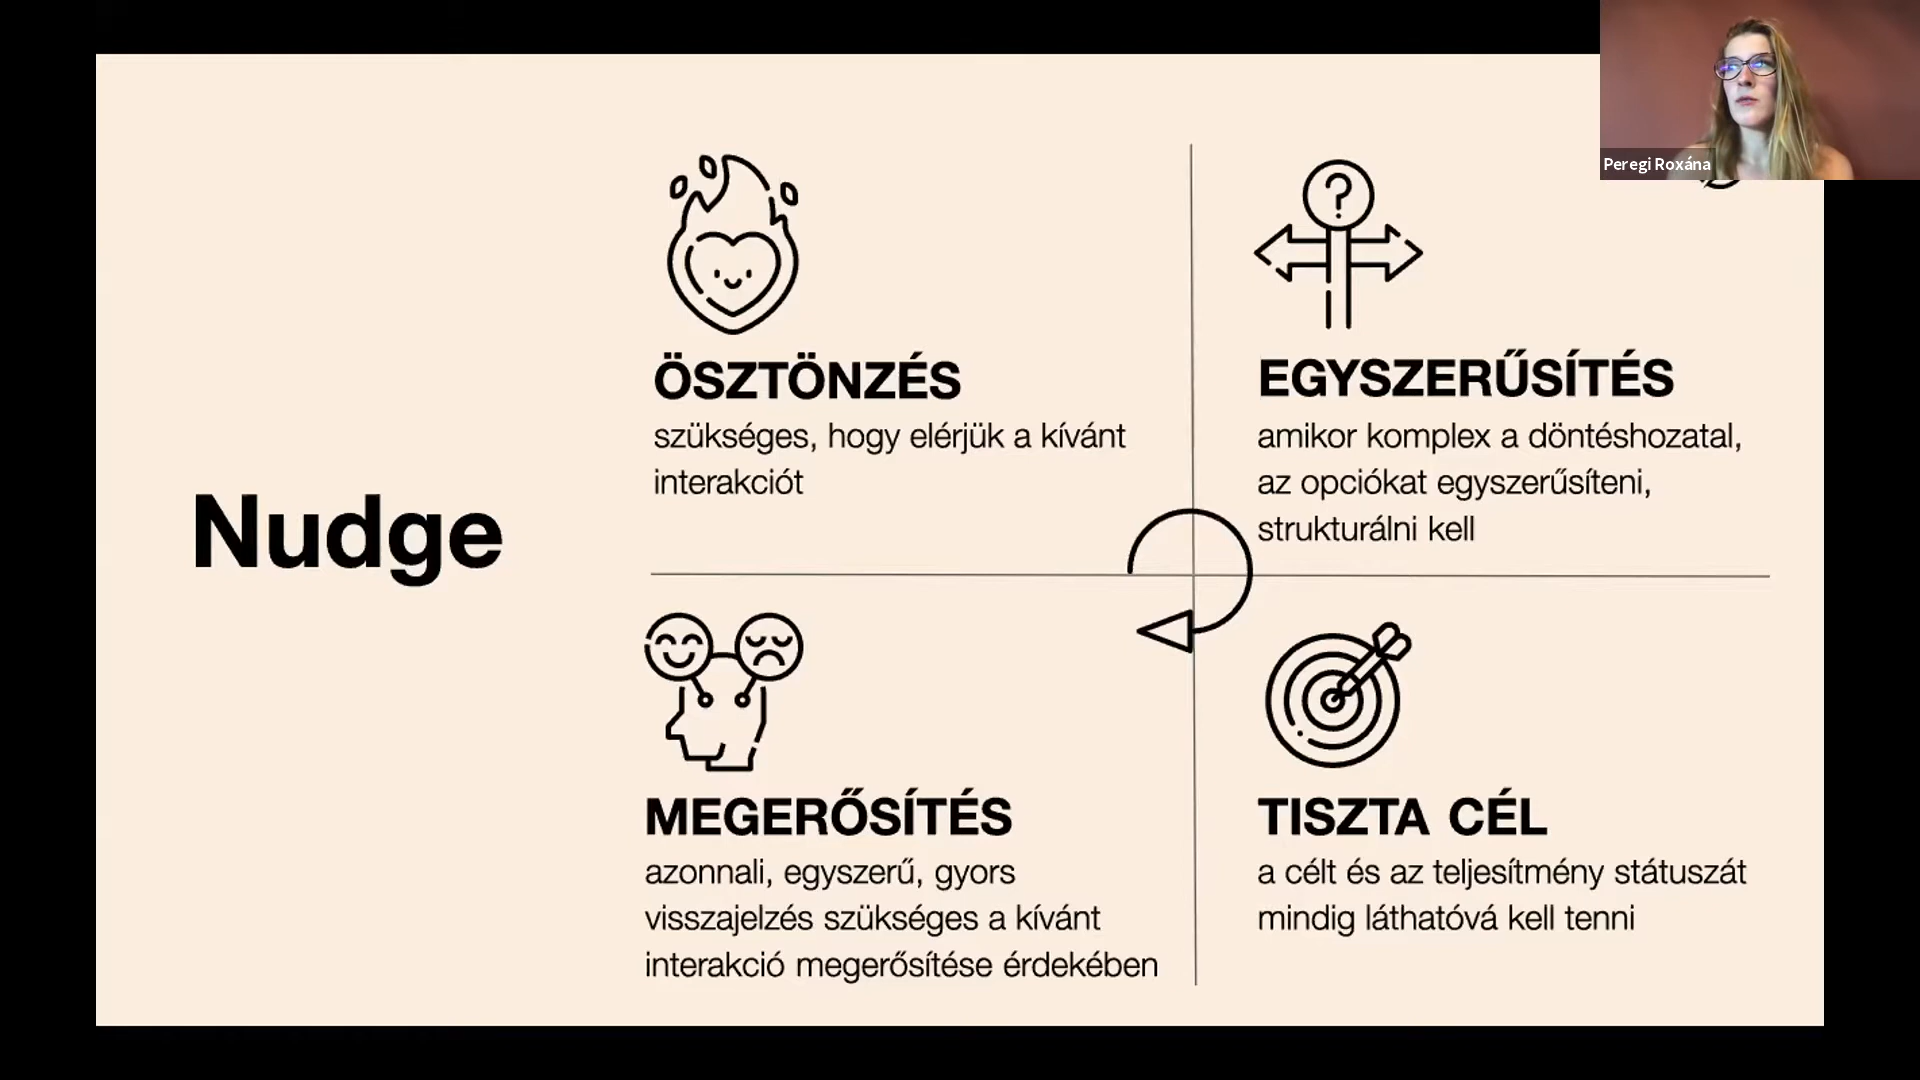 Peregi Roxána
Nudge
ÖSZTÖNZÉS
szükséges, hogy elérjük a kívánt
interakciót
EGYSZERŰSÍTÉS
amikor komplex a döntéshozatal,
az opciókat egyszerűsíteni,
strukturálni kell
MEGERŐSÍTÉS
azonnali, egyszerű, gyors
visszajelzés szükséges a kívánt
interakció megerősítése érdekében
TISZTA CÉL
a célt és az teljesítmény státuszát
mindig láthatóvá kell tenni